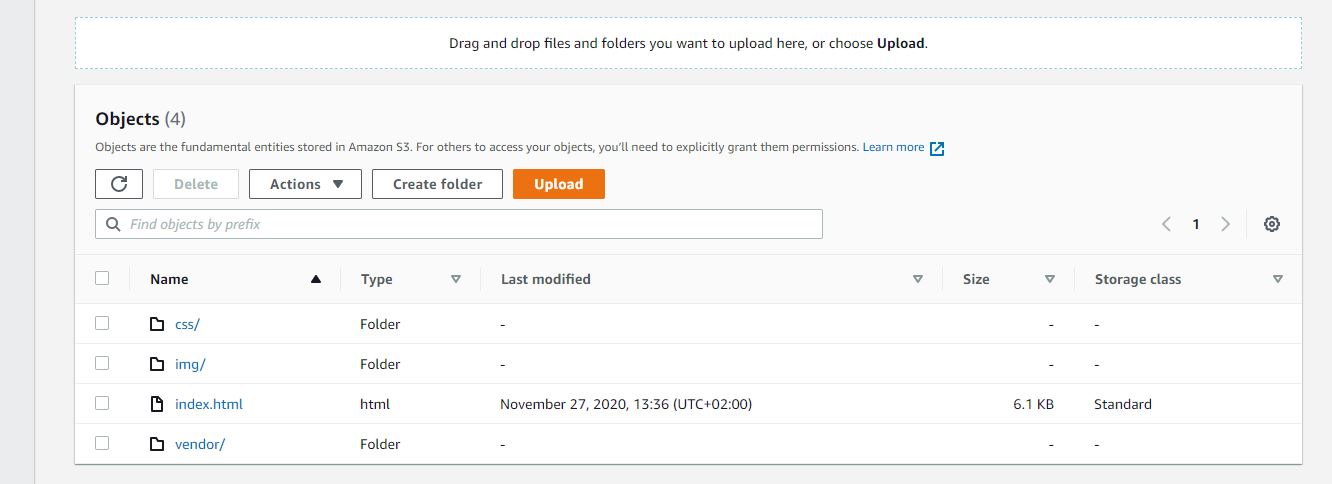 Drag and drop files and folders you want to upload here, or choose Upload.
Objects (4)
Objects are the fundamental entities stored in Amazon S3. For others to access your objects, you'll need to explicitly grant them permissions. Learn more
Delete Actions Create folder Upload
Find objects by prefix 1
Name Type Last modified Size Storage class
css/ Folder - - -
img/ Folder - - -
index.html html November 27, 2020, 13:36 (UTC+02:00) 6.1 KB Standard
vendor/ Folder - - -